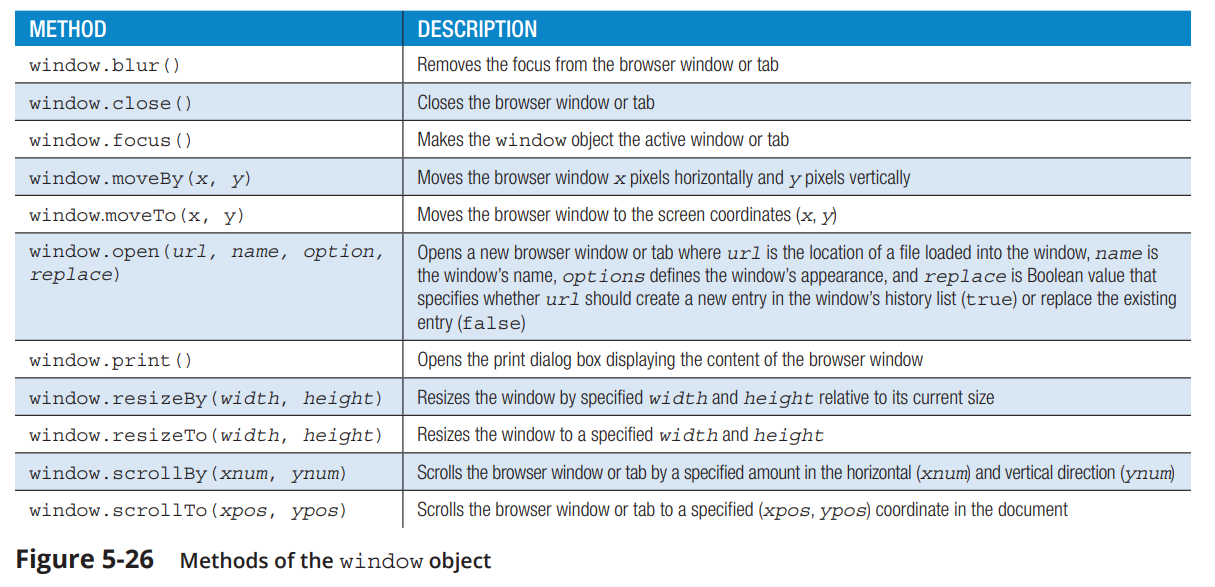 METHOD DESCRIPTION
window.blur() Removes the focus from the browser window or tab
window.close() Closes the browser window or tab
window.focus() Makes the window object the active window or tab
window.moveBy(x, y) Moves the browser window x pixels horizontally and y pixels vertically
window.moveTo(x, y) Moves the browser window to the screen coordinates (x, y)
window.open(url, name, option,
replace)
Opens a new browser window or tab where url is the location of a file loaded into the window, name is
the window's name, options defines the window's appearance, and replace is Boolean value that
specifies whether url should create a new entry in the window's history list (true) or replace the existing
entry (false)
window.print() Opens the print dialog box displaying the content of the browser window
window.resizeBy(width, height) Resizes the window by specified width and height relative to its current size
window.resizeTo(width, height) Resizes the window to a specified width and height
window.scrollBy(xnum, ynum) Scrolls the browser window or tab by a specified amount in the horizontal (xnum) and vertical direction (ynum)
window.scrollTo(xpos, ypos) Scrolls the browser window or tab to a specified (xpos, ypos) coordinate in the document
Figure 5-26 Methods of the window object